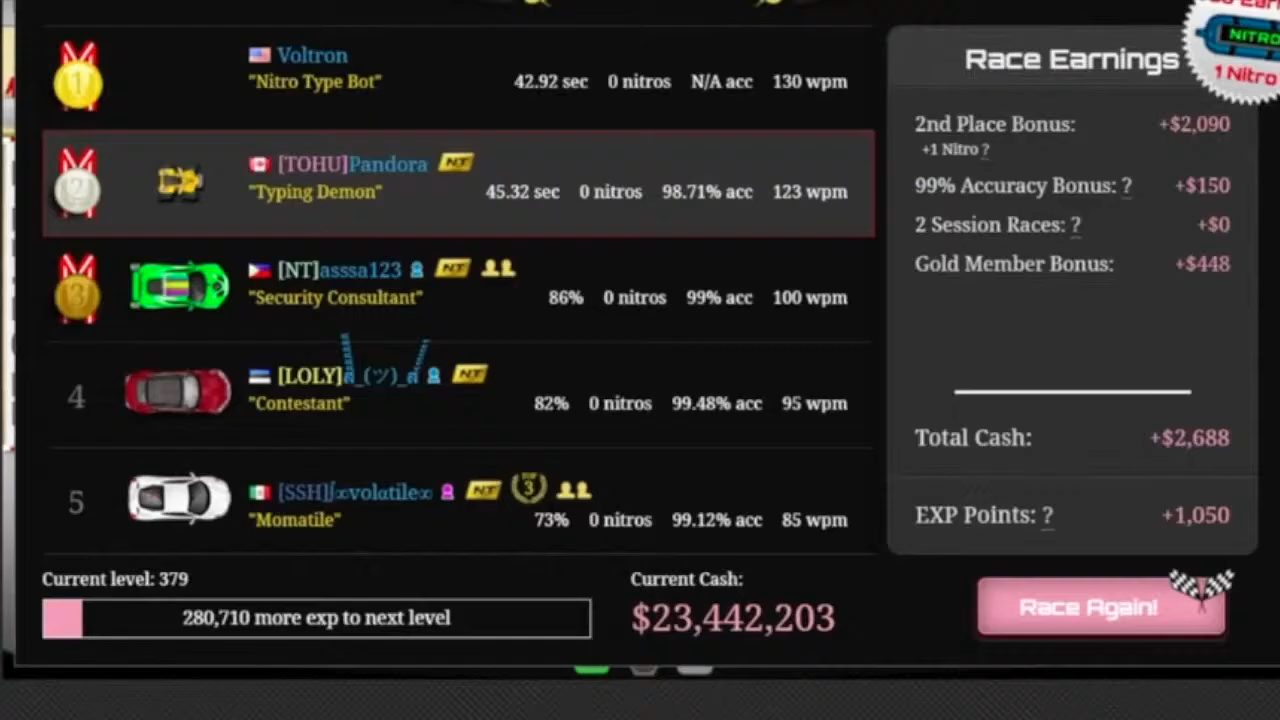 Voltron
"Nitro Type Bot"
42.92 sec 0 nitros N/A acc 130 wpm
[TOHU]Pandora NT
"Typing Demon"
45.32 sec 0 nitros 98.71% acc 123 wpm
[NT]asssa123 NT
"Security Consultant"
86% 0 nitros 99% acc 100 wpm
4
[LOLY] _(ツ)_ NT
"Contestant"
82% 0 nitros 99.48% acc 95 wpm
5
[SSH]∫∞volαtile∞ NT 3
"Momatile"
73% 0 nitros 99.12% acc 85 wpm
Current level: 379
280,710 more exp to next level
Current Cash:
$23,442,203
Race Earnings
NITRO
1 Nitro
2nd Place Bonus: +$2,090
+1 Nitro ?
99% Accuracy Bonus: ? +$150
2 Session Races: ? +$0
Gold Member Bonus: +$448
Total Cash: +$2,688
EXP Points: ? +1,050
Race Again!